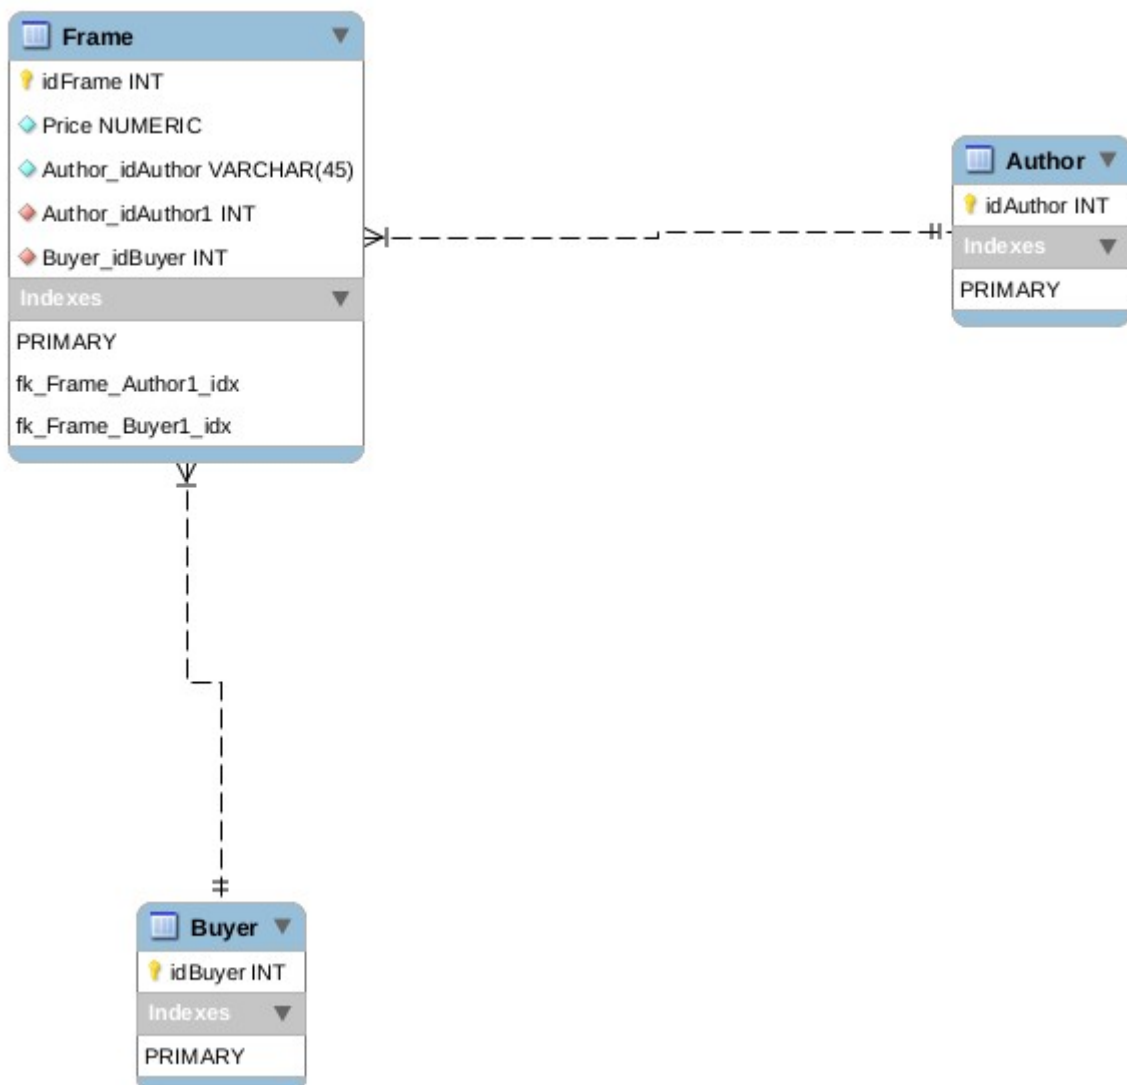 Frame
idFrame INT
Price NUMERIC
Author_idAuthor VARCHAR(45)
Author_idAuthor1 INT
Buyer_idBuyer INT
Indexes
PRIMARY
fk_Frame_Author1_idx
fk_Frame_Buyer1_idx
Author
idAuthor INT
Indexes
PRIMARY
Buyer
idBuyer INT
Indexes
PRIMARY